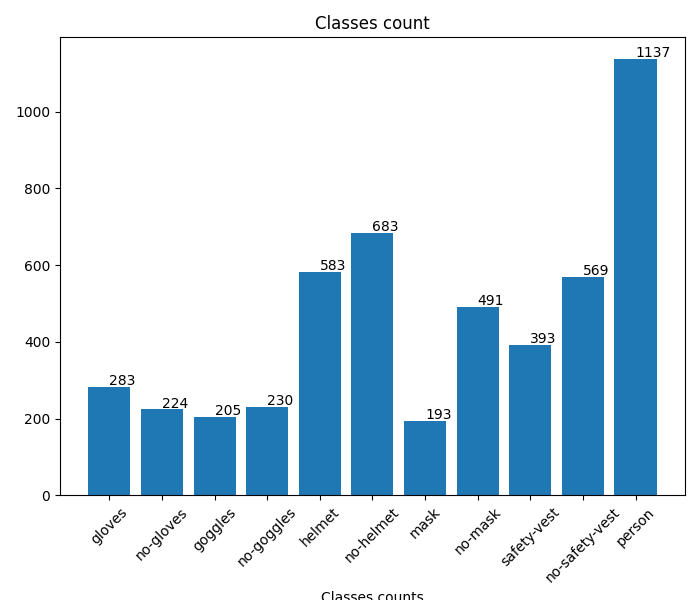 Classes count
1137
1000
800
683
600
583
569
491
400
393
283
230
224
205
200
193
0
gloves
no-gloves
goggles
no-goggles
helmet
no-helmet
mask
no-mask
safety-vest
no-safety-vest
person
Classes counts